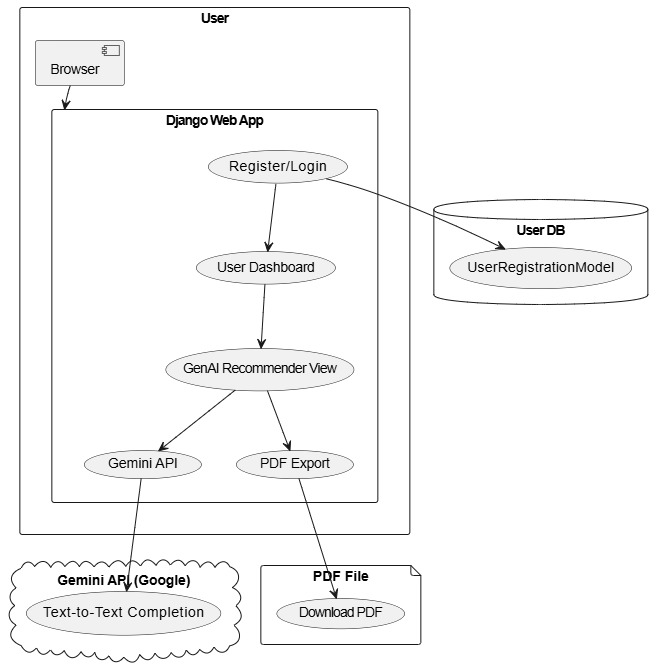 User
Browser
Django Web App
Register/Login
User DB
User Dashboard
UserRegistrationModel
GenAI Recommender View
Gemini API
PDF Export
Gemini API (Google)
PDF File
Text-to-Text Completion
Download PDF